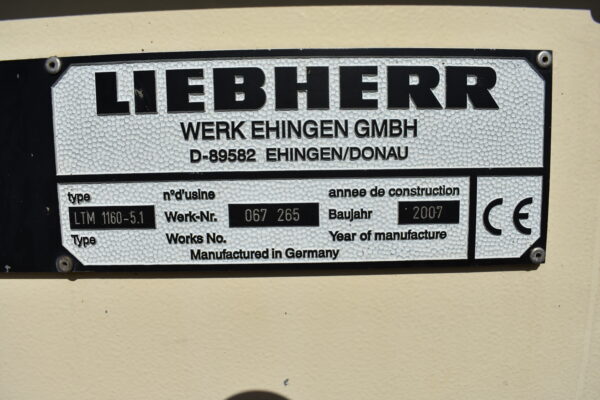 LIEBHERR
WERK EHINGEN GMBH
D-89582 EHINGEN/DONAU
type n°d'usine annee de construction
LTM 1160-5.1 Werk-Nr. 067 265 Baujahr 2007
Type Works No. Year of manufacture
Manufactured in Germany
CE